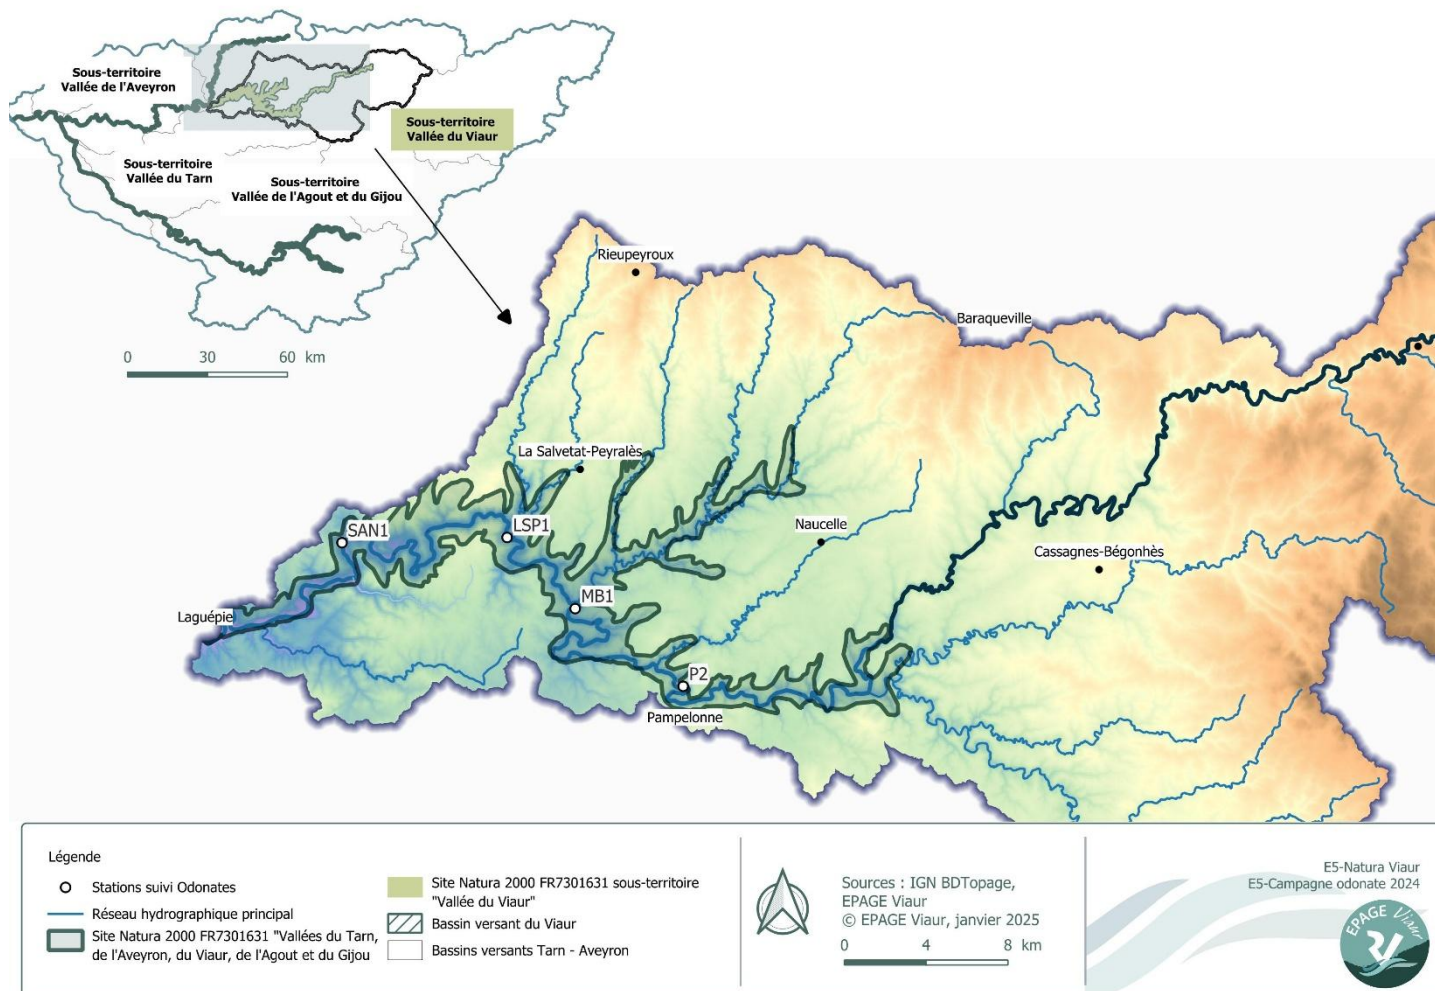 Sous-territoire
Vallée de l'Aveyron
Sous-territoire
Vallée du Viaur
Sous-territoire
Vallée du Tarn
Sous-territoire
Vallée de l'Agout et du Gijou
0 30 60 km
Rieupeyroux
Baraqueville
La Salvetat-Peyralès
SAN1
LSP1
Naucelle
Cassagnes-Bégonhès
MB1
Laguépie
P2
Pampelonne
Légende
Stations suivi Odonates
Réseau hydrographique principal
Site Natura 2000 FR7301631 "Vallées du Tarn,
de l'Aveyron, du Viaur, de l'Agout et du Gijou
Site Natura 2000 FR7301631 sous-territoire
"Vallée du Viaur"
Bassin versant du Viaur
Bassins versants Tarn - Aveyron
Sources : IGN BDTopage,
EPAGE Viaur
© EPAGE Viaur, janvier 2025
0 4 8 km
E5-Natura Viaur
E5-Campagne odonate 2024
EPAGE Viaur